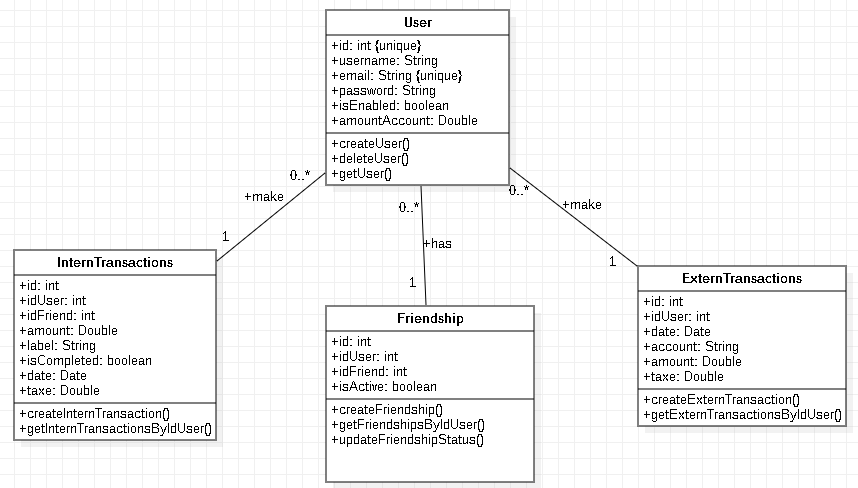 User
+id: int {unique}
+username: String
+email: String {unique}
+password: String
+isEnabled: boolean
+amountAccount: Double
+createUser()
+deleteUser()
+getUser()
0..*
+make
1
0..*
+has
1
0..*
+make
1
InternTransactions
+id: int
+idUser: int
+idFriend: int
+amount: Double
+label: String
+isCompleted: boolean
+date: Date
+taxe: Double
+createInternTransaction()
+getInternTransactionsByIdUser()
Friendship
+id: int
+idUser: int
+idFriend: int
+isActive: boolean
+createFriendship()
+getFriendshipsByIdUser()
+updateFriendshipStatus()
ExternTransactions
+id: int
+idUser: int
+date: Date
+account: String
+amount: Double
+taxe: Double
+createExternTransaction()
+getExternTransactionsByIdUser()